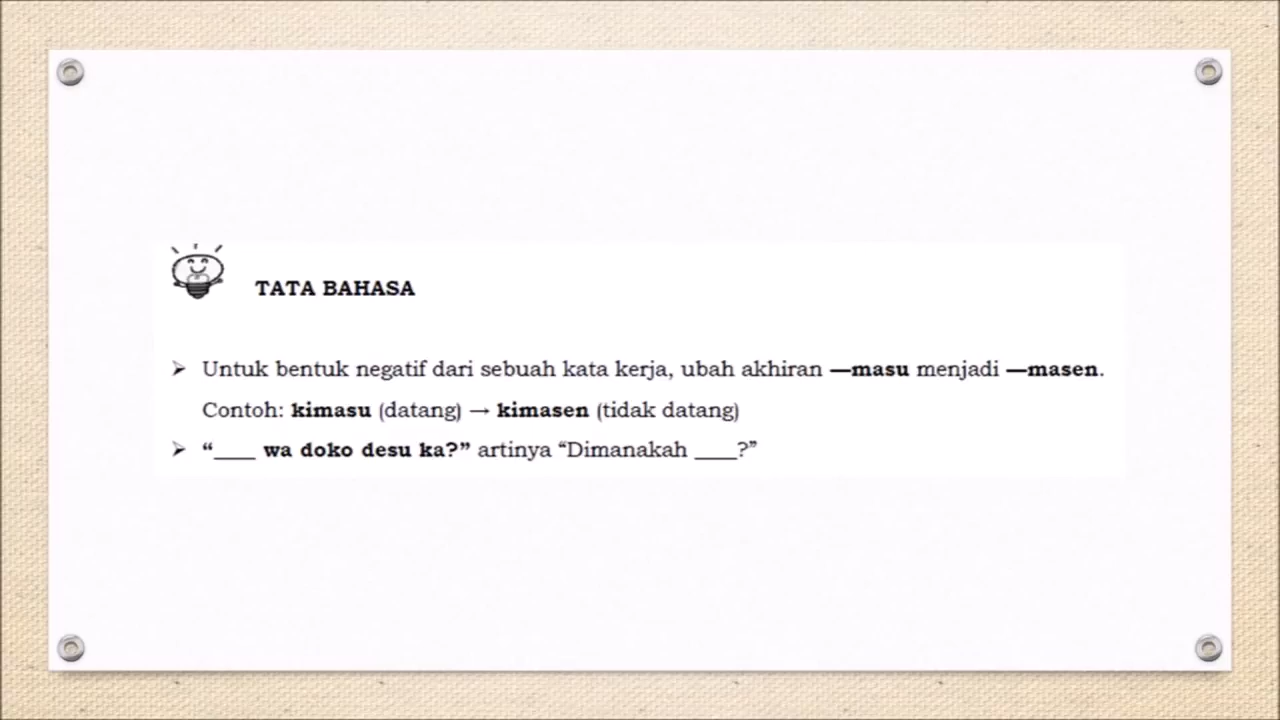 TATA BAHASA
➢ Untuk bentuk negatif dari sebuah kata kerja, ubah akhiran —masu menjadi —masen.
Contoh: kimasu (datang) → kimasen (tidak datang)
➢ “____ wa doko desu ka?” artinya “Dimanakah ____?”